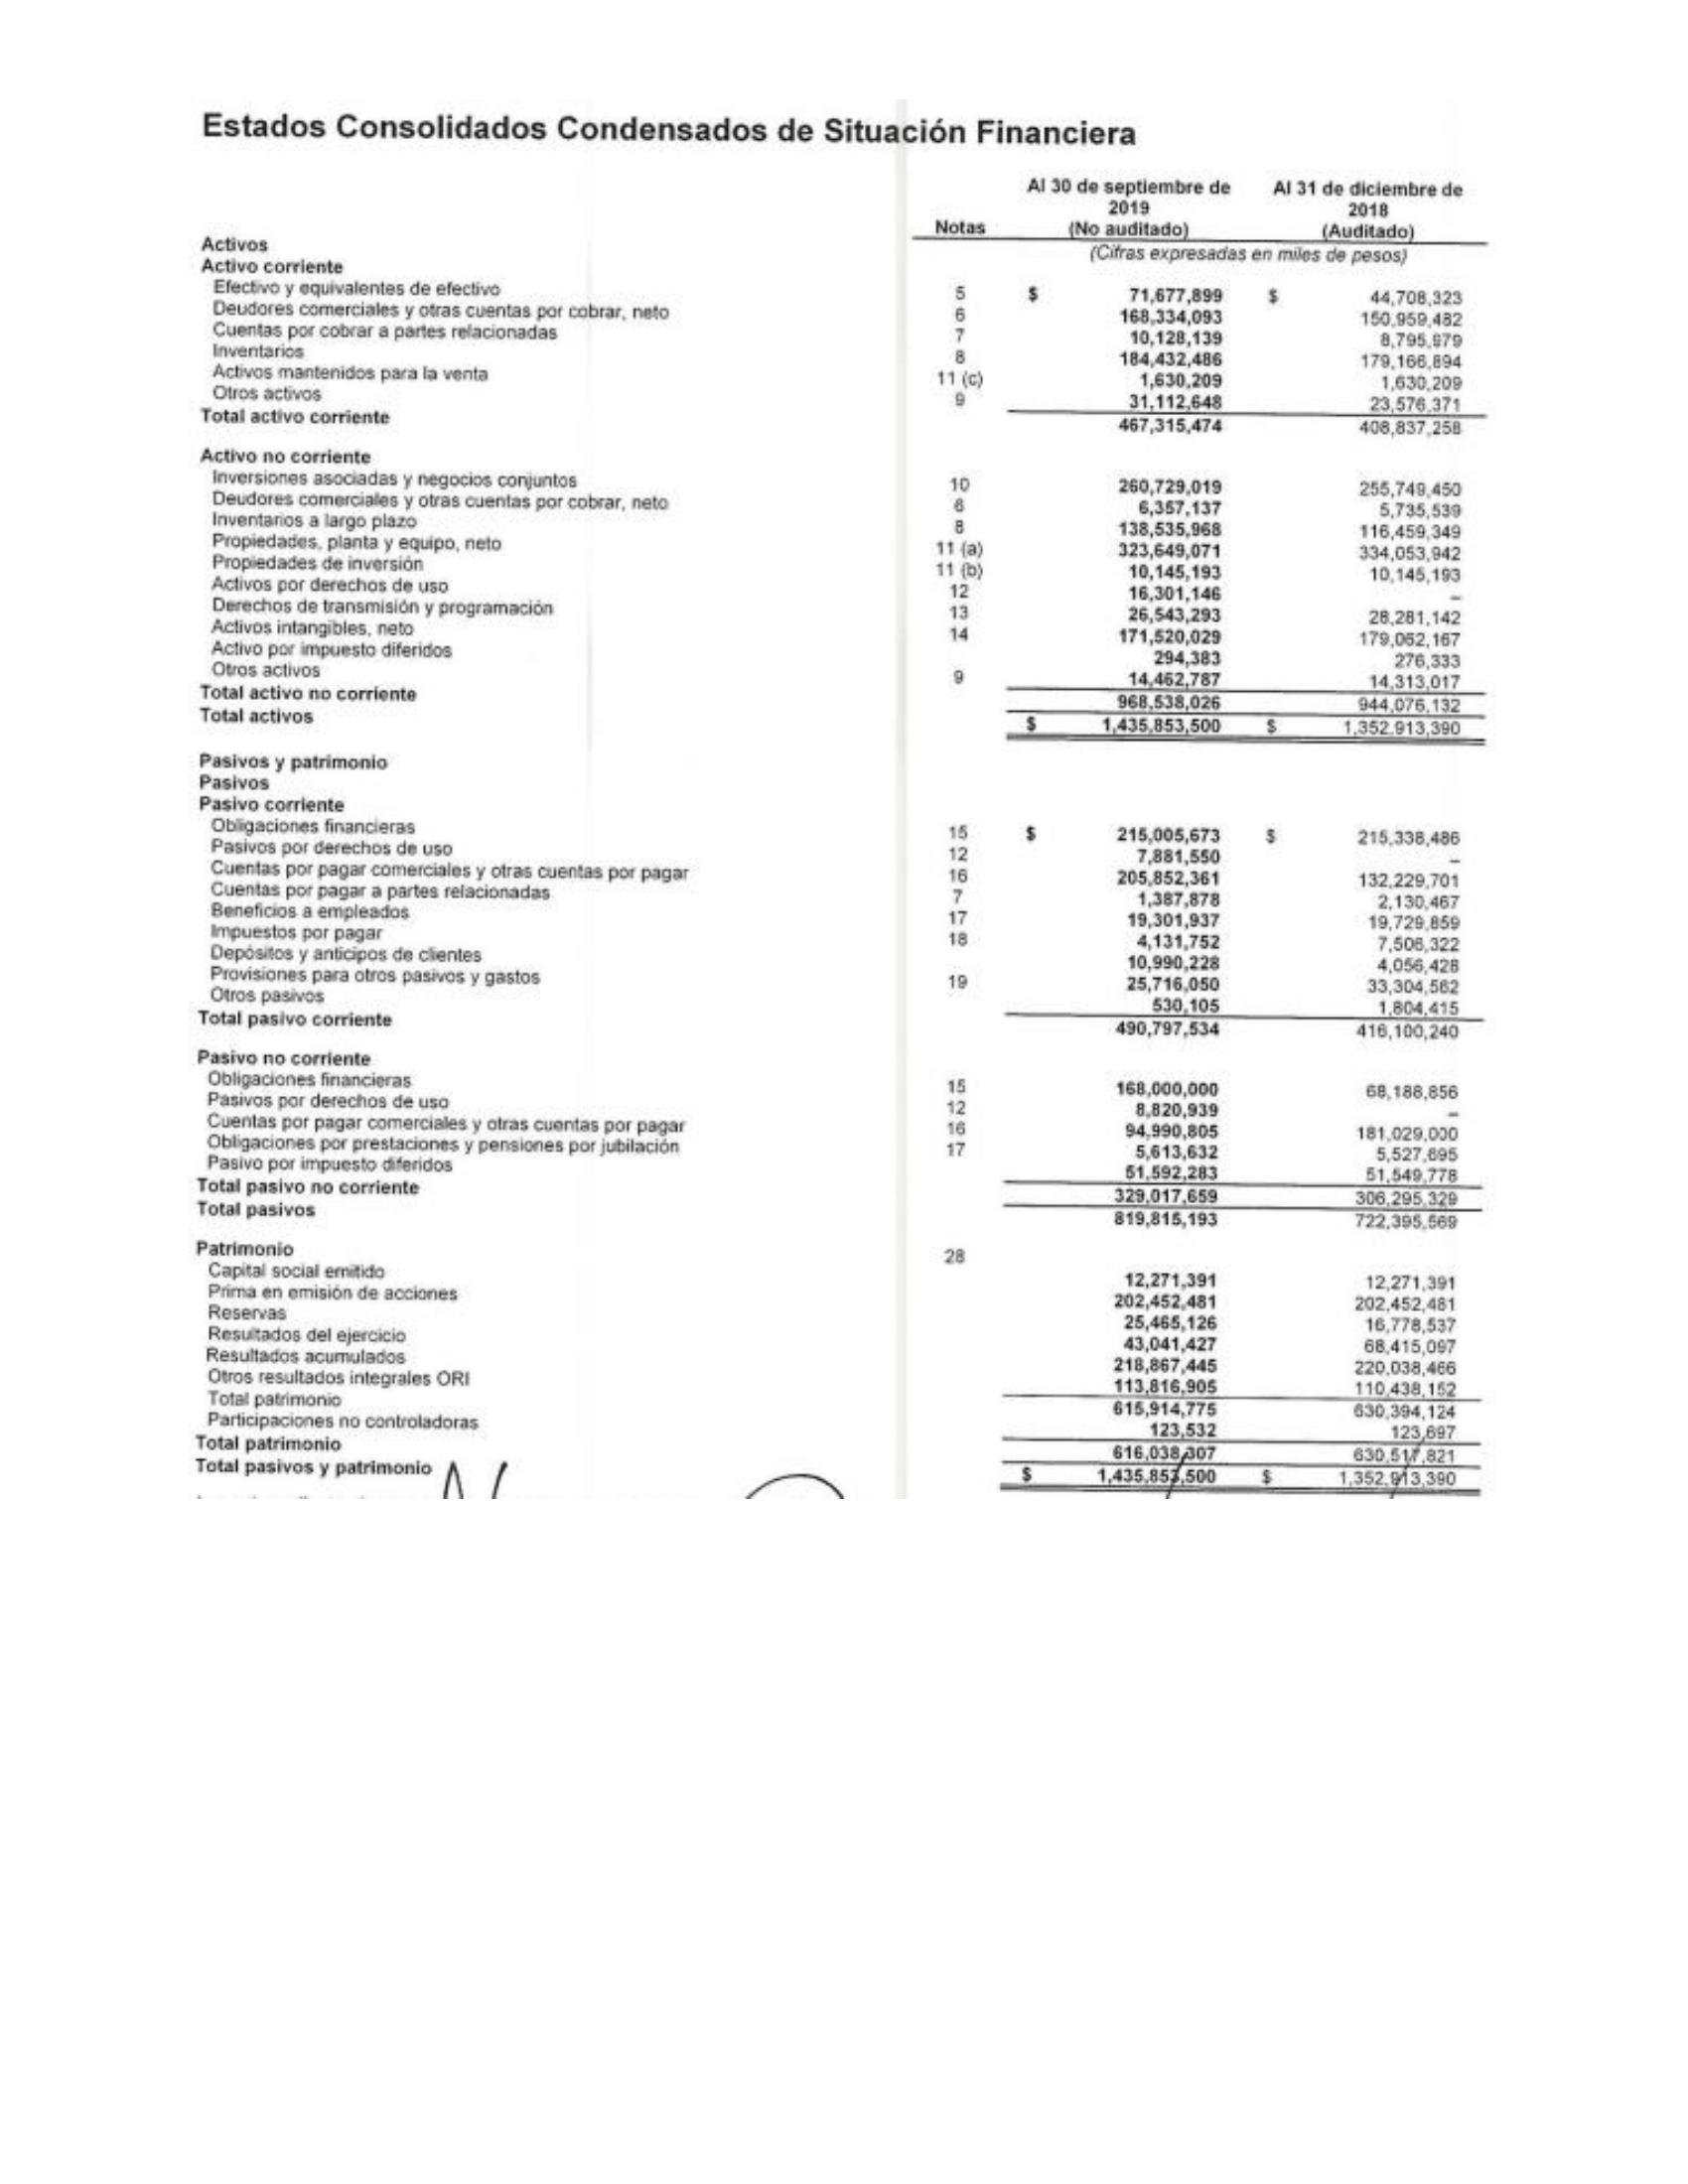 Estados Consolidados Condensados de Situación Financiera
Al 30 de septiembre de 2019 (No auditado) Al 31 de diciembre de 2018 (Auditado)
Notas
(Cifras expresadas en miles de pesos)
Activos
Activo corriente
Efectivo y equivalentes de efectivo 5 $ 71,677,899 $ 44,708,323
Deudores comerciales y otras cuentas por cobrar, neto 6 168,334,093 150,959,482
Cuentas por cobrar a partes relacionadas 7 10,128,139 8,795,979
Inventarios 8 184,432,486 179,166,894
Activos mantenidos para la venta 11 (c) 1,630,209 1,630,209
Otros activos 9 31,112,648 23,576,371
Total activo corriente 467,315,474 408,837,258
Activo no corriente
Inversiones asociadas y negocios conjuntos 10 260,729,019 255,749,450
Deudores comerciales y otras cuentas por cobrar, neto 6 6,357,137 5,735,539
Inventarios a largo plazo 8 138,535,968 116,459,349
Propiedades, planta y equipo, neto 11 (a) 323,649,071 334,053,942
Propiedades de inversión 11 (b) 10,145,193 10,145,193
Activos por derechos de uso 12 16,301,146 –
Derechos de transmisión y programación 13 26,543,293 28,281,142
Activos intangibles, neto 14 171,520,029 179,062,167
Activo por impuesto diferidos 294,383 276,333
Otros activos 9 14,462,787 14,313,017
Total activo no corriente 968,538,026 944,076,132
Total activos $ 1,435,853,500 $ 1,352,913,390
Pasivos y patrimonio
Pasivos
Pasivo corriente
Obligaciones financieras 15 $ 215,005,673 $ 215,338,486
Pasivos por derechos de uso 12 7,881,550 –
Cuentas por pagar comerciales y otras cuentas por pagar 16 205,852,361 132,229,701
Cuentas por pagar a partes relacionadas 7 1,387,878 2,130,467
Beneficios a empleados 17 19,301,937 19,729,859
Impuestos por pagar 18 4,131,752 7,506,322
Depósitos y anticipos de clientes 10,990,228 4,056,428
Provisiones para otros pasivos y gastos 19 25,716,050 33,304,562
Otros pasivos 530,105 1,804,415
Total pasivo corriente 490,797,534 416,100,240
Pasivo no corriente
Obligaciones financieras 15 168,000,000 68,188,856
Pasivos por derechos de uso 12 8,820,939 –
Cuentas por pagar comerciales y otras cuentas por pagar 16 94,990,805 181,029,000
Obligaciones por prestaciones y pensiones por jubilación 17 5,613,632 5,527,695
Pasivo por impuesto diferidos 51,592,283 51,549,778
Total pasivo no corriente 329,017,659 306,295,329
Total pasivos 819,815,193 722,395,569
Patrimonio 28
Capital social emitido 12,271,391 12,271,391
Prima en emisión de acciones 202,452,481 202,452,481
Reservas 25,465,126 16,778,537
Resultados del ejercicio 43,041,427 68,415,097
Resultados acumulados 218,867,445 220,038,466
Otros resultados integrales ORI 113,816,905 110,438,152
Total patrimonio 615,914,775 630,394,124
Participaciones no controladoras 123,532 123,697
Total patrimonio 616,038,307 630,517,821
Total pasivos y patrimonio $ 1,435,853,500 $ 1,352,913,390